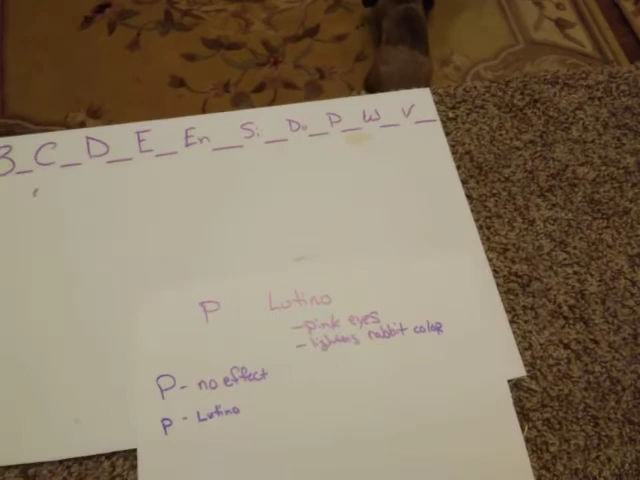 B_C_D_E_En_Si_Du_P_W_V_
P Lutino
- pink eyes
- lightens rabbit color
P - no effect
p - Lutino